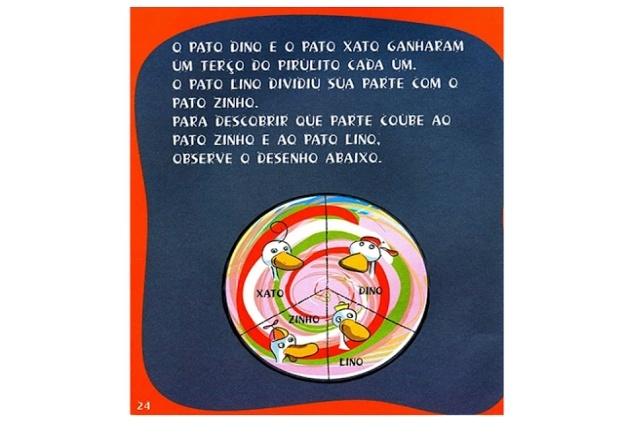 O PATO DINO E O PATO XATO GANHARAM
UM TERÇO DO PIRULITO CADA UM.
O PATO LINO DIVIDIU SUA PARTE COM O
PATO ZINHO.
PARA DESCOBRIR QUE PARTE COUBE AO
PATO ZINHO E AO PATO LINO,
OBSERVE O DESENHO ABAIXO.
XATO
DINO
ZINHO
LINO
24